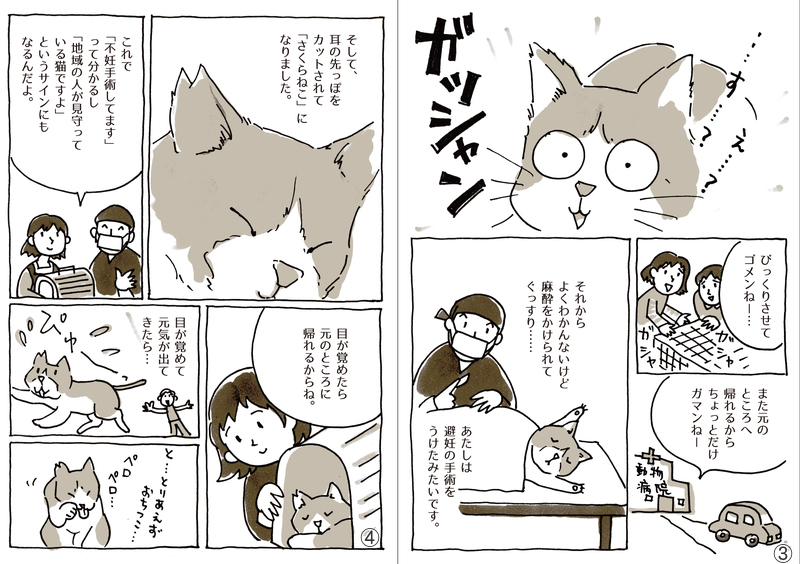 ガッシャン
……す……?
え……?
びっくりさせて
ゴメンねー…
ガシャ
ガシャ
また元の
ところへ
帰れるから
ちょっとだけ
ガマンねー
動物
病院
それから
よくわかんないけど
麻酔をかけられて
ぐっすり……
あたしは
避妊の手術を
うけたみたいです。
③
そして、
耳の先っぽを
カットされて
「さくらねこ」に
なりました。
これで
「不妊手術してます」
って分かるし
「地域の人が見守って
いる猫ですよ」
というサインにも
なるんだよ。
目が覚めたら
元のところに
帰れるからね。
目が覚めて
元気が出て
きたら…
ぴゅー
と…とりあえず
おちつこ…
ペロ…
ペロ…
④